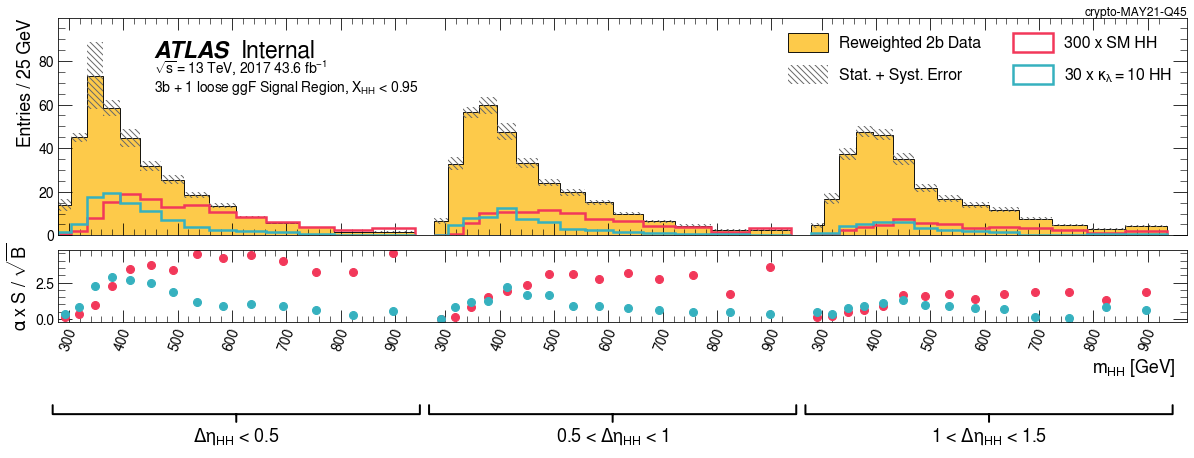 crypto-MAY21-Q45
Entries / 25 GeV
80
60
40
20
0
ATLAS Internal
√s = 13 TeV, 2017 43.6 fb⁻¹
3b + 1 loose ggF Signal Region, X_HH < 0.95
Reweighted 2b Data
Stat. + Syst. Error
300 x SM HH
30 x κ_λ = 10 HH
α x S / √B
2.5
0.0
300 400 500 600 700 800 900 300 400 500 600 700 800 900 300 400 500 600 700 800 900
m_HH [GeV]
Δη_HH < 0.5 0.5 < Δη_HH < 1 1 < Δη_HH < 1.5